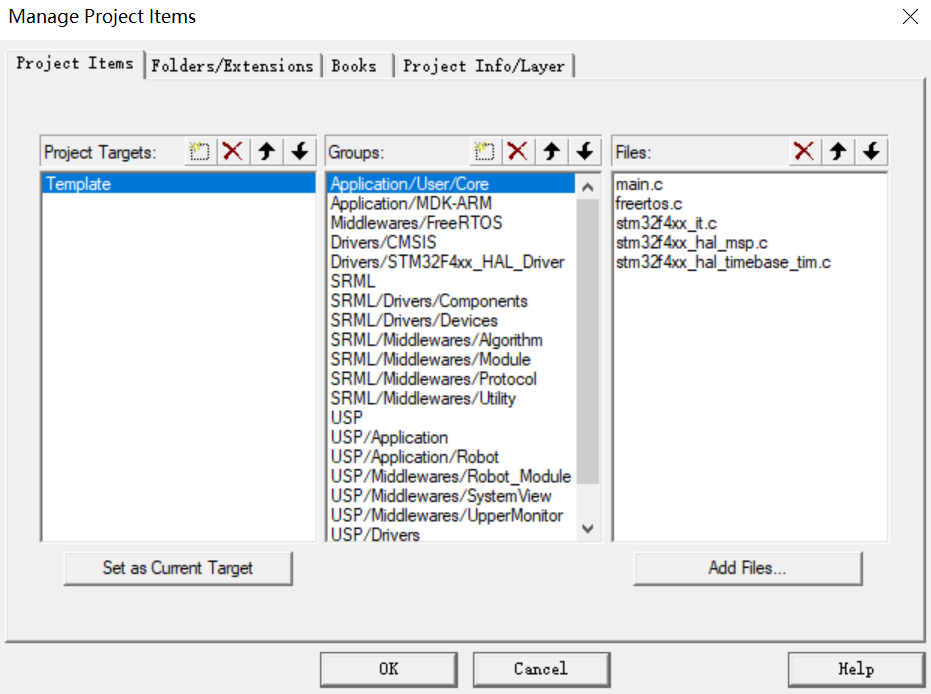 Manage Project Items
Project Items Folders/Extensions Books Project Info/Layer
Project Targets:
Template
Set as Current Target
Groups:
Application/User/Core
Application/MDK-ARM
Middlewares/FreeRTOS
Drivers/CMSIS
Drivers/STM32F4xx_HAL_Driver
SRML
SRML/Drivers/Components
SRML/Drivers/Devices
SRML/Middlewares/Algorithm
SRML/Middlewares/Module
SRML/Middlewares/Protocol
SRML/Middlewares/Utility
USP
USP/Application
USP/Application/Robot
USP/Middlewares/Robot_Module
USP/Middlewares/SystemView
USP/Middlewares/UpperMonitor
USP/Drivers
Files:
main.c
freertos.c
stm32f4xx_it.c
stm32f4xx_hal_msp.c
stm32f4xx_hal_timebase_tim.c
Add Files...
OK Cancel Help